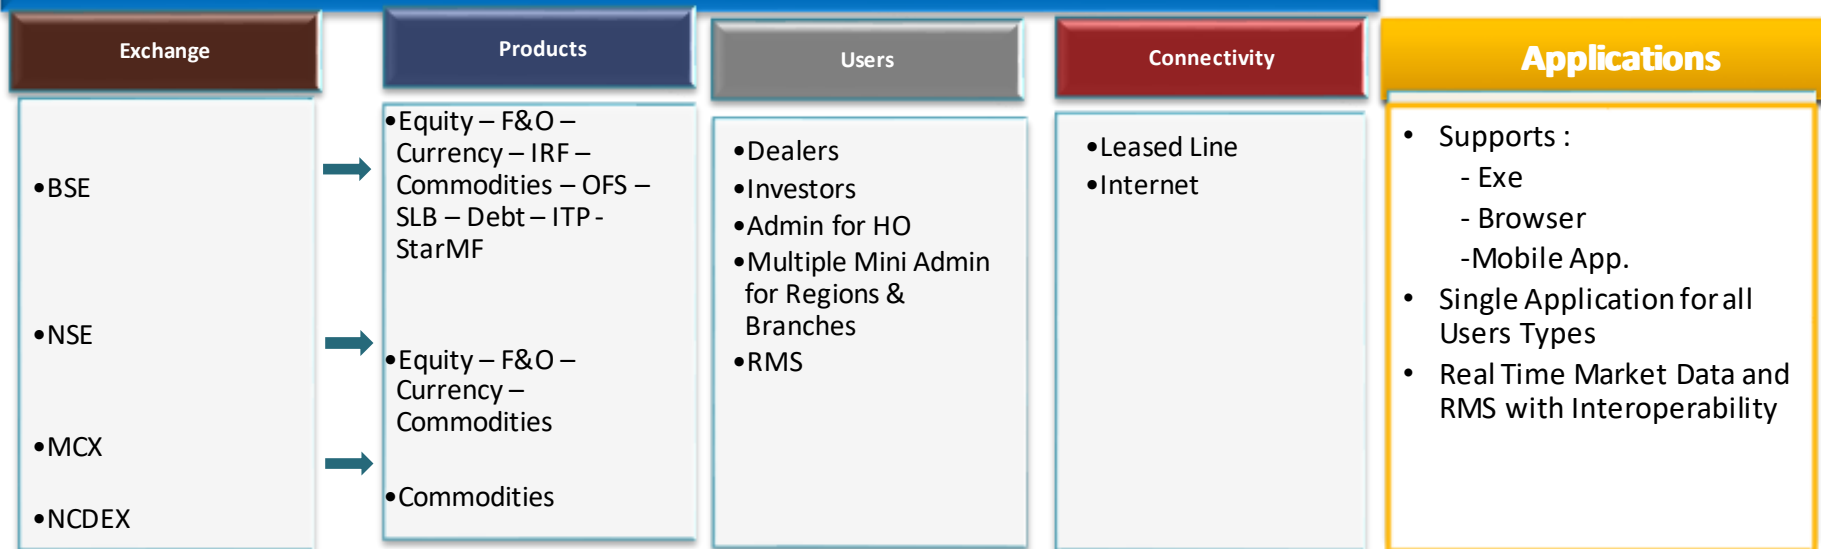 Exchange
•BSE
•NSE
•MCX
•NCDEX
Products
•Equity – F&O –
Currency – IRF –
Commodities – OFS –
SLB – Debt – ITP -
StarMF
•Equity – F&O –
Currency –
Commodities
•Commodities
Users
•Dealers
•Investors
•Admin for HO
•Multiple Mini Admin
for Regions &
Branches
•RMS
Connectivity
•Leased Line
•Internet
Applications
• Supports :
- Exe
- Browser
-Mobile App.
• Single Application for all
Users Types
• Real Time Market Data and
RMS with Interoperability